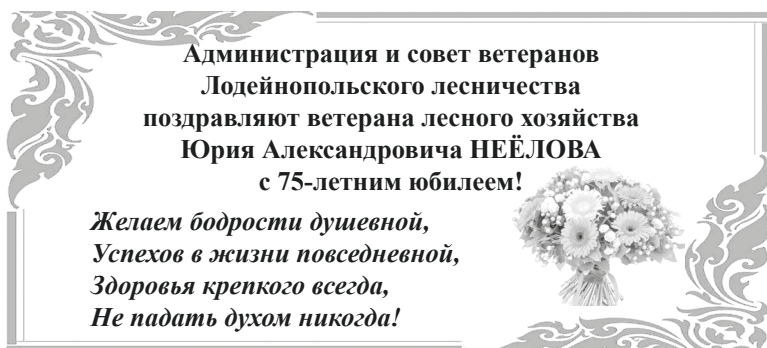 Администрация и совет ветеранов
Лодейнопольского лесничества
поздравляют ветерана лесного хозяйства
Юрия Александровича НЕЁЛОВА
с 75-летним юбилеем!
Желаем бодрости душевной,
Успехов в жизни повседневной,
Здоровья крепкого всегда,
Не падать духом никогда!